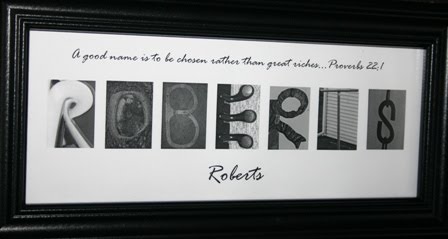 A good name is to be chosen rather than great riches...Proverbs 22:1
ROBERTS
Roberts